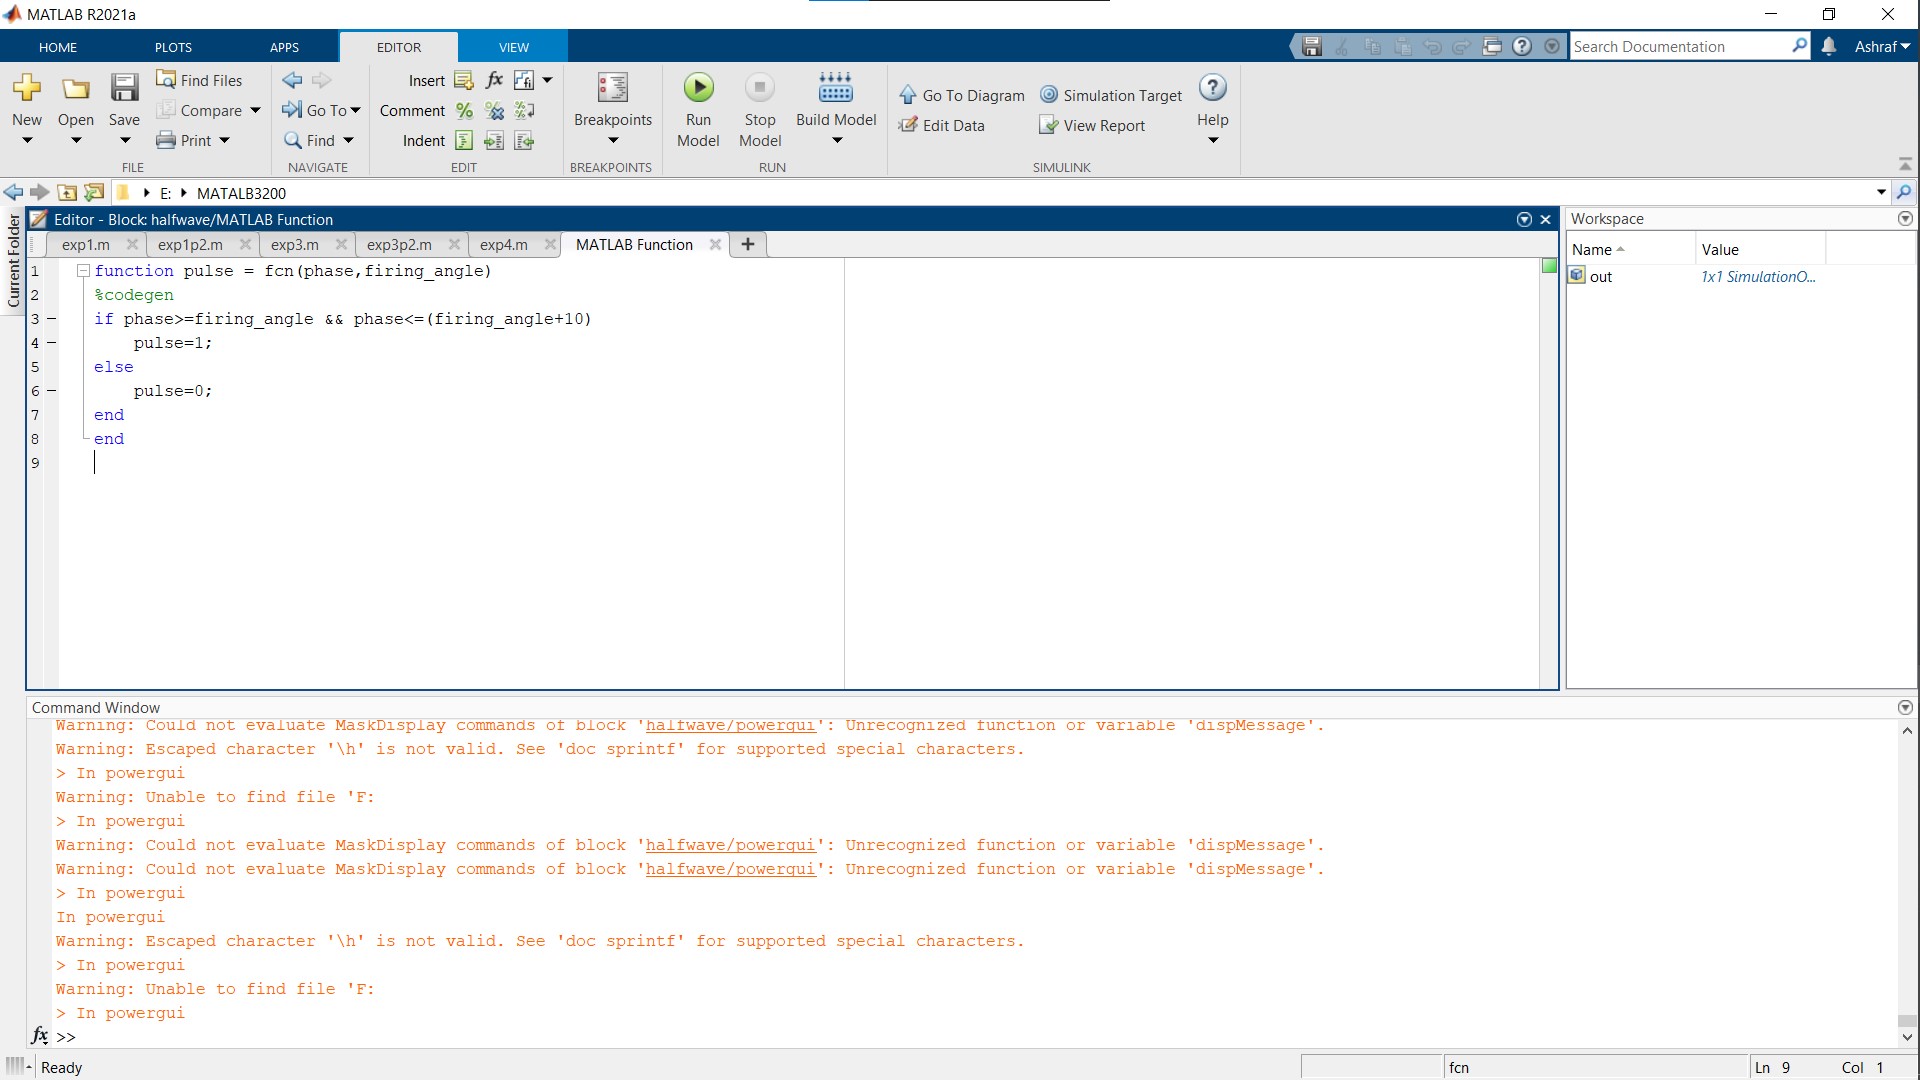 MATLAB R2021a
HOME PLOTS APPS EDITOR VIEW
Search Documentation
Ashraf
New Open Save
Find Files
Compare
Print
FILE
Go To
Find
NAVIGATE
Insert fx
Comment
Indent
EDIT
Breakpoints
BREAKPOINTS
Run Model
Stop Model
Build Model
RUN
Go To Diagram
Simulation Target
Edit Data
View Report
SIMULINK
Help
E: MATALB3200
Current Folder
Editor - Block: halfwave/MATLAB Function
exp1.m exp1p2.m exp3.m exp3p2.m exp4.m MATLAB Function +
1 function pulse = fcn(phase,firing_angle)
2 %codegen
3 – if phase>=firing_angle && phase<=(firing_angle+10)
4 – pulse=1;
5 else
6 – pulse=0;
7 end
8 end
9
Workspace
Name Value
out 1x1 SimulationO...
Command Window
Warning: Could not evaluate MaskDisplay commands of block 'halfwave/powergui': Unrecognized function or variable 'dispMessage'.
Warning: Escaped character '\h' is not valid. See 'doc sprintf' for supported special characters.
> In powergui
Warning: Unable to find file 'F:
> In powergui
Warning: Could not evaluate MaskDisplay commands of block 'halfwave/powergui': Unrecognized function or variable 'dispMessage'.
Warning: Could not evaluate MaskDisplay commands of block 'halfwave/powergui': Unrecognized function or variable 'dispMessage'.
> In powergui
In powergui
Warning: Escaped character '\h' is not valid. See 'doc sprintf' for supported special characters.
> In powergui
Warning: Unable to find file 'F:
> In powergui
fx >>
Ready
fcn
Ln 9 Col 1